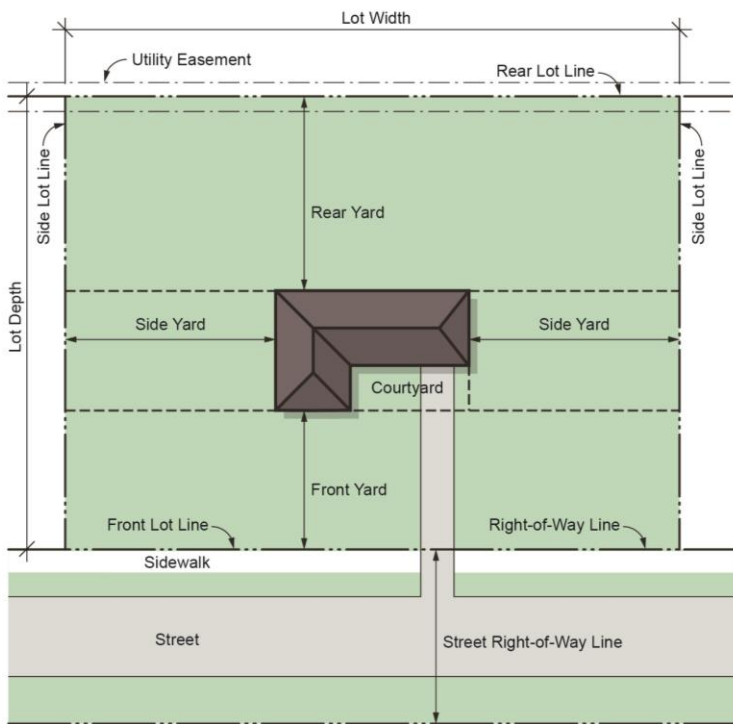 Lot Width
Utility Easement
Rear Lot Line
Side Lot Line
Side Lot Line
Rear Yard
Lot Depth
Side Yard
Side Yard
Courtyard
Front Yard
Front Lot Line
Right-of-Way Line
Sidewalk
Street
Street Right-of-Way Line